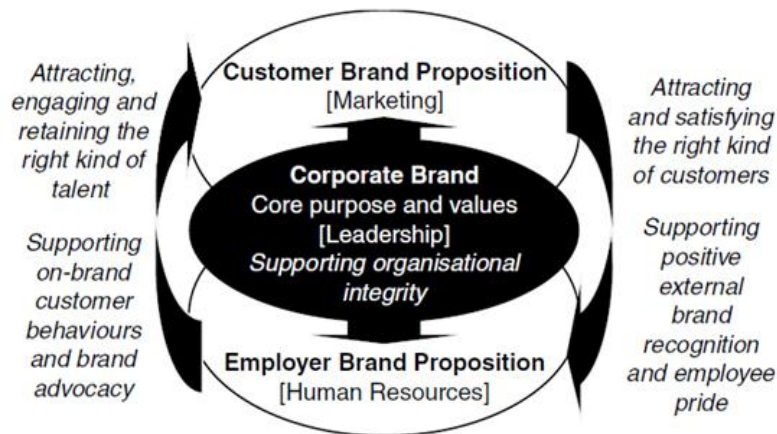 Attracting,
engaging and
retaining the
right kind of
talent
Supporting
on-brand
customer
behaviours
and brand
advocacy
Customer Brand Proposition
[Marketing]
Corporate Brand
Core purpose and values
[Leadership]
Supporting organisational
integrity
Employer Brand Proposition
[Human Resources]
Attracting
and satisfying
the right kind
of customers
Supporting
positive
external
brand
recognition
and employee
pride